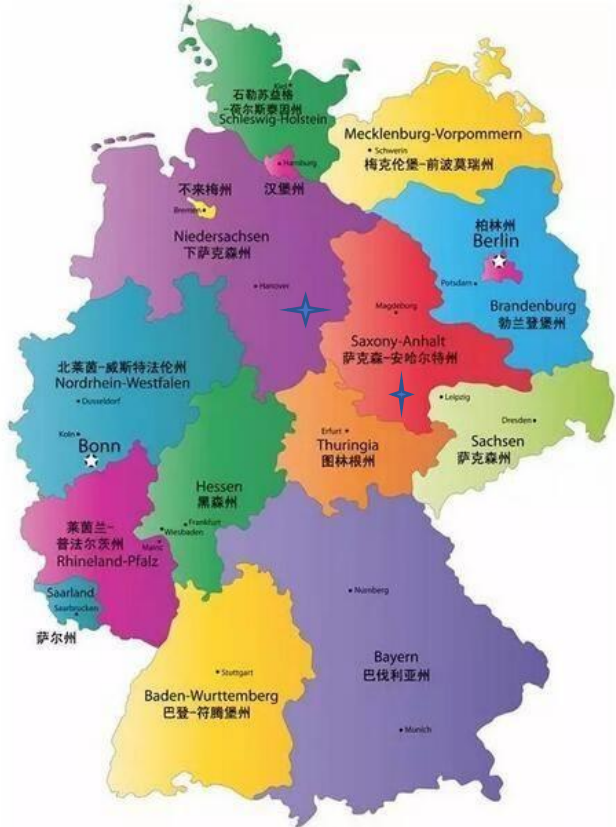 Kiel
石勒苏益格
-荷尔斯泰因州
Schleswig-Holstein
Mecklenburg-Vorpommern
Schwerin
梅克伦堡-前波莫瑞州
Hamburg
汉堡州
不来梅州
Bremen
Niedersachsen
下萨克森州
Hanover
柏林州
Berlin
Potsdam
Brandenburg
勃兰登堡州
Magdeburg
Saxony-Anhalt
萨克森-安哈尔特州
北莱茵-威斯特法伦州
Nordrhein-Westfalen
Dusseldorf
Koln
Bonn
Leipzig
Dresden
Sachsen
萨克森州
Erfurt
Thuringia
图林根州
Hessen
黑森州
Frankfurt
Wiesbaden
Mainz
莱茵兰-
普法尔茨州
Rhineland-Pfalz
Saarland
Saarbrucken
萨尔州
Nürnberg
Stuttgart
Baden-Wurttemberg
巴登-符腾堡州
Bayern
巴伐利亚州
Munich